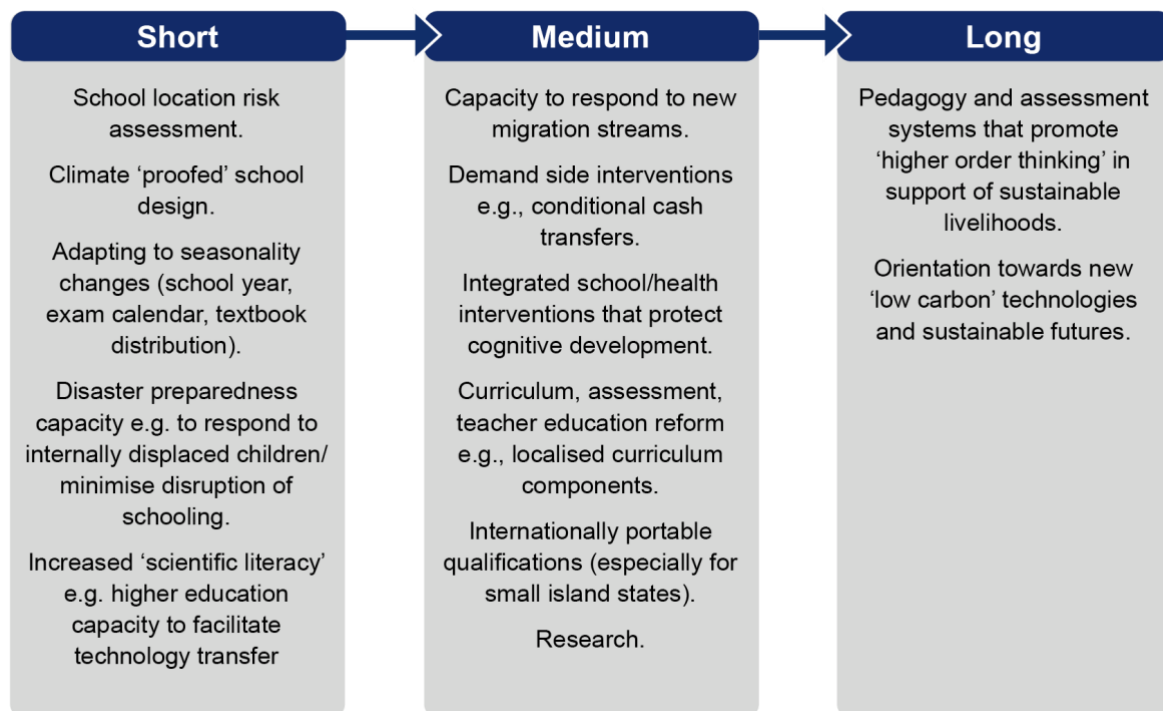 Short
School location risk
assessment.
Climate ‘proofed’ school
design.
Adapting to seasonality
changes (school year,
exam calendar, textbook
distribution).
Disaster preparedness
capacity e.g. to respond to
internally displaced children/
minimise disruption of
schooling.
Increased ‘scientific literacy’
e.g. higher education
capacity to facilitate
technology transfer
Medium
Capacity to respond to new
migration streams.
Demand side interventions
e.g., conditional cash
transfers.
Integrated school/health
interventions that protect
cognitive development.
Curriculum, assessment,
teacher education reform
e.g., localised curriculum
components.
Internationally portable
qualifications (especially for
small island states).
Research.
Long
Pedagogy and assessment
systems that promote
‘higher order thinking’ in
support of sustainable
livelihoods.
Orientation towards new
‘low carbon’ technologies
and sustainable futures.